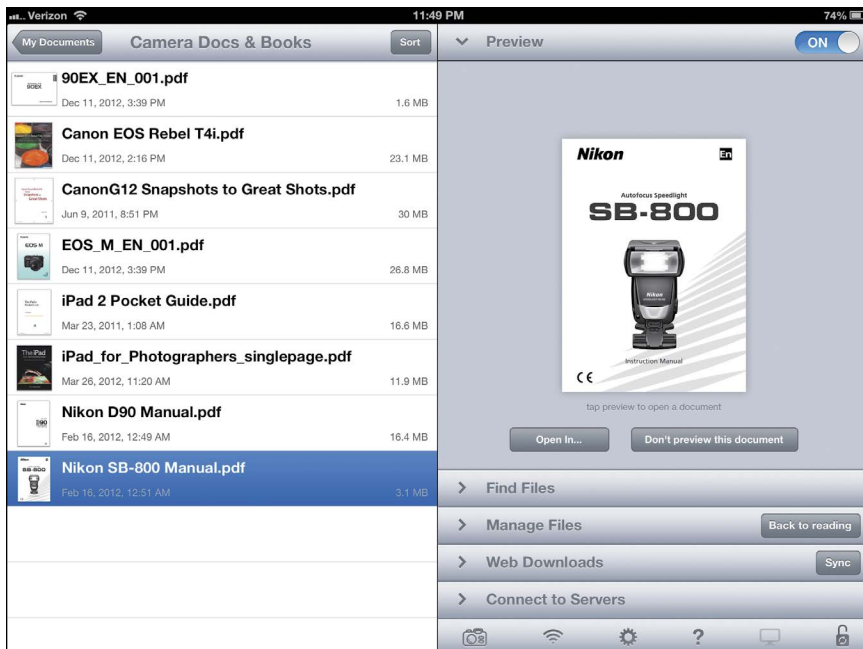 Verizon 11:49 PM 74%
My Documents Camera Docs & Books Sort
90EX_EN_001.pdf
Dec 11, 2012, 3:39 PM 1.6 MB
Canon EOS Rebel T4i.pdf
Dec 11, 2012, 2:16 PM 23.1 MB
CanonG12 Snapshots to Great Shots.pdf
Jun 9, 2011, 8:51 PM 30 MB
EOS M
EOS_M_EN_001.pdf
Dec 11, 2012, 3:39 PM 26.8 MB
iPad 2 Pocket Guide.pdf
Mar 23, 2011, 1:08 AM 16.6 MB
The iPad
iPad_for_Photographers_singlepage.pdf
Mar 26, 2012, 11:20 AM 11.9 MB
D90
Nikon D90 Manual.pdf
Feb 16, 2012, 12:49 AM 16.4 MB
SB-800
Nikon SB-800 Manual.pdf
Feb 16, 2012, 12:51 AM 3.1 MB
Preview ON
Nikon En
Autofocus Speedlight
SB-800
Nikon
Instruction Manual
CE
tap preview to open a document
Open In... Don't preview this document
Find Files
Manage Files Back to reading
Web Downloads Sync
Connect to Servers
?